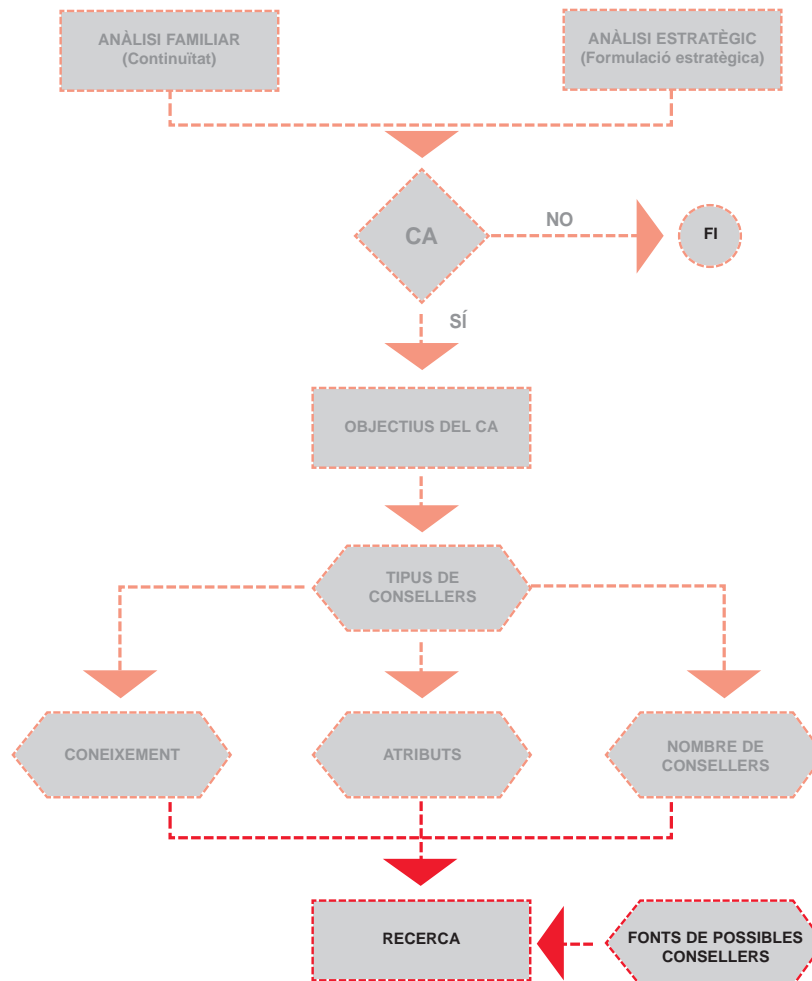 ANÀLISI FAMILIAR
(Continuïtat)
ANÀLISI ESTRATÈGIC
(Formulació estratègica)
CA
NO
FI
SÍ
OBJECTIUS DEL CA
TIPUS DE
CONSELLERS
CONEIXEMENT
ATRIBUTS
NOMBRE DE
CONSELLERS
RECERCA
FONTS DE POSSIBLES
CONSELLERS